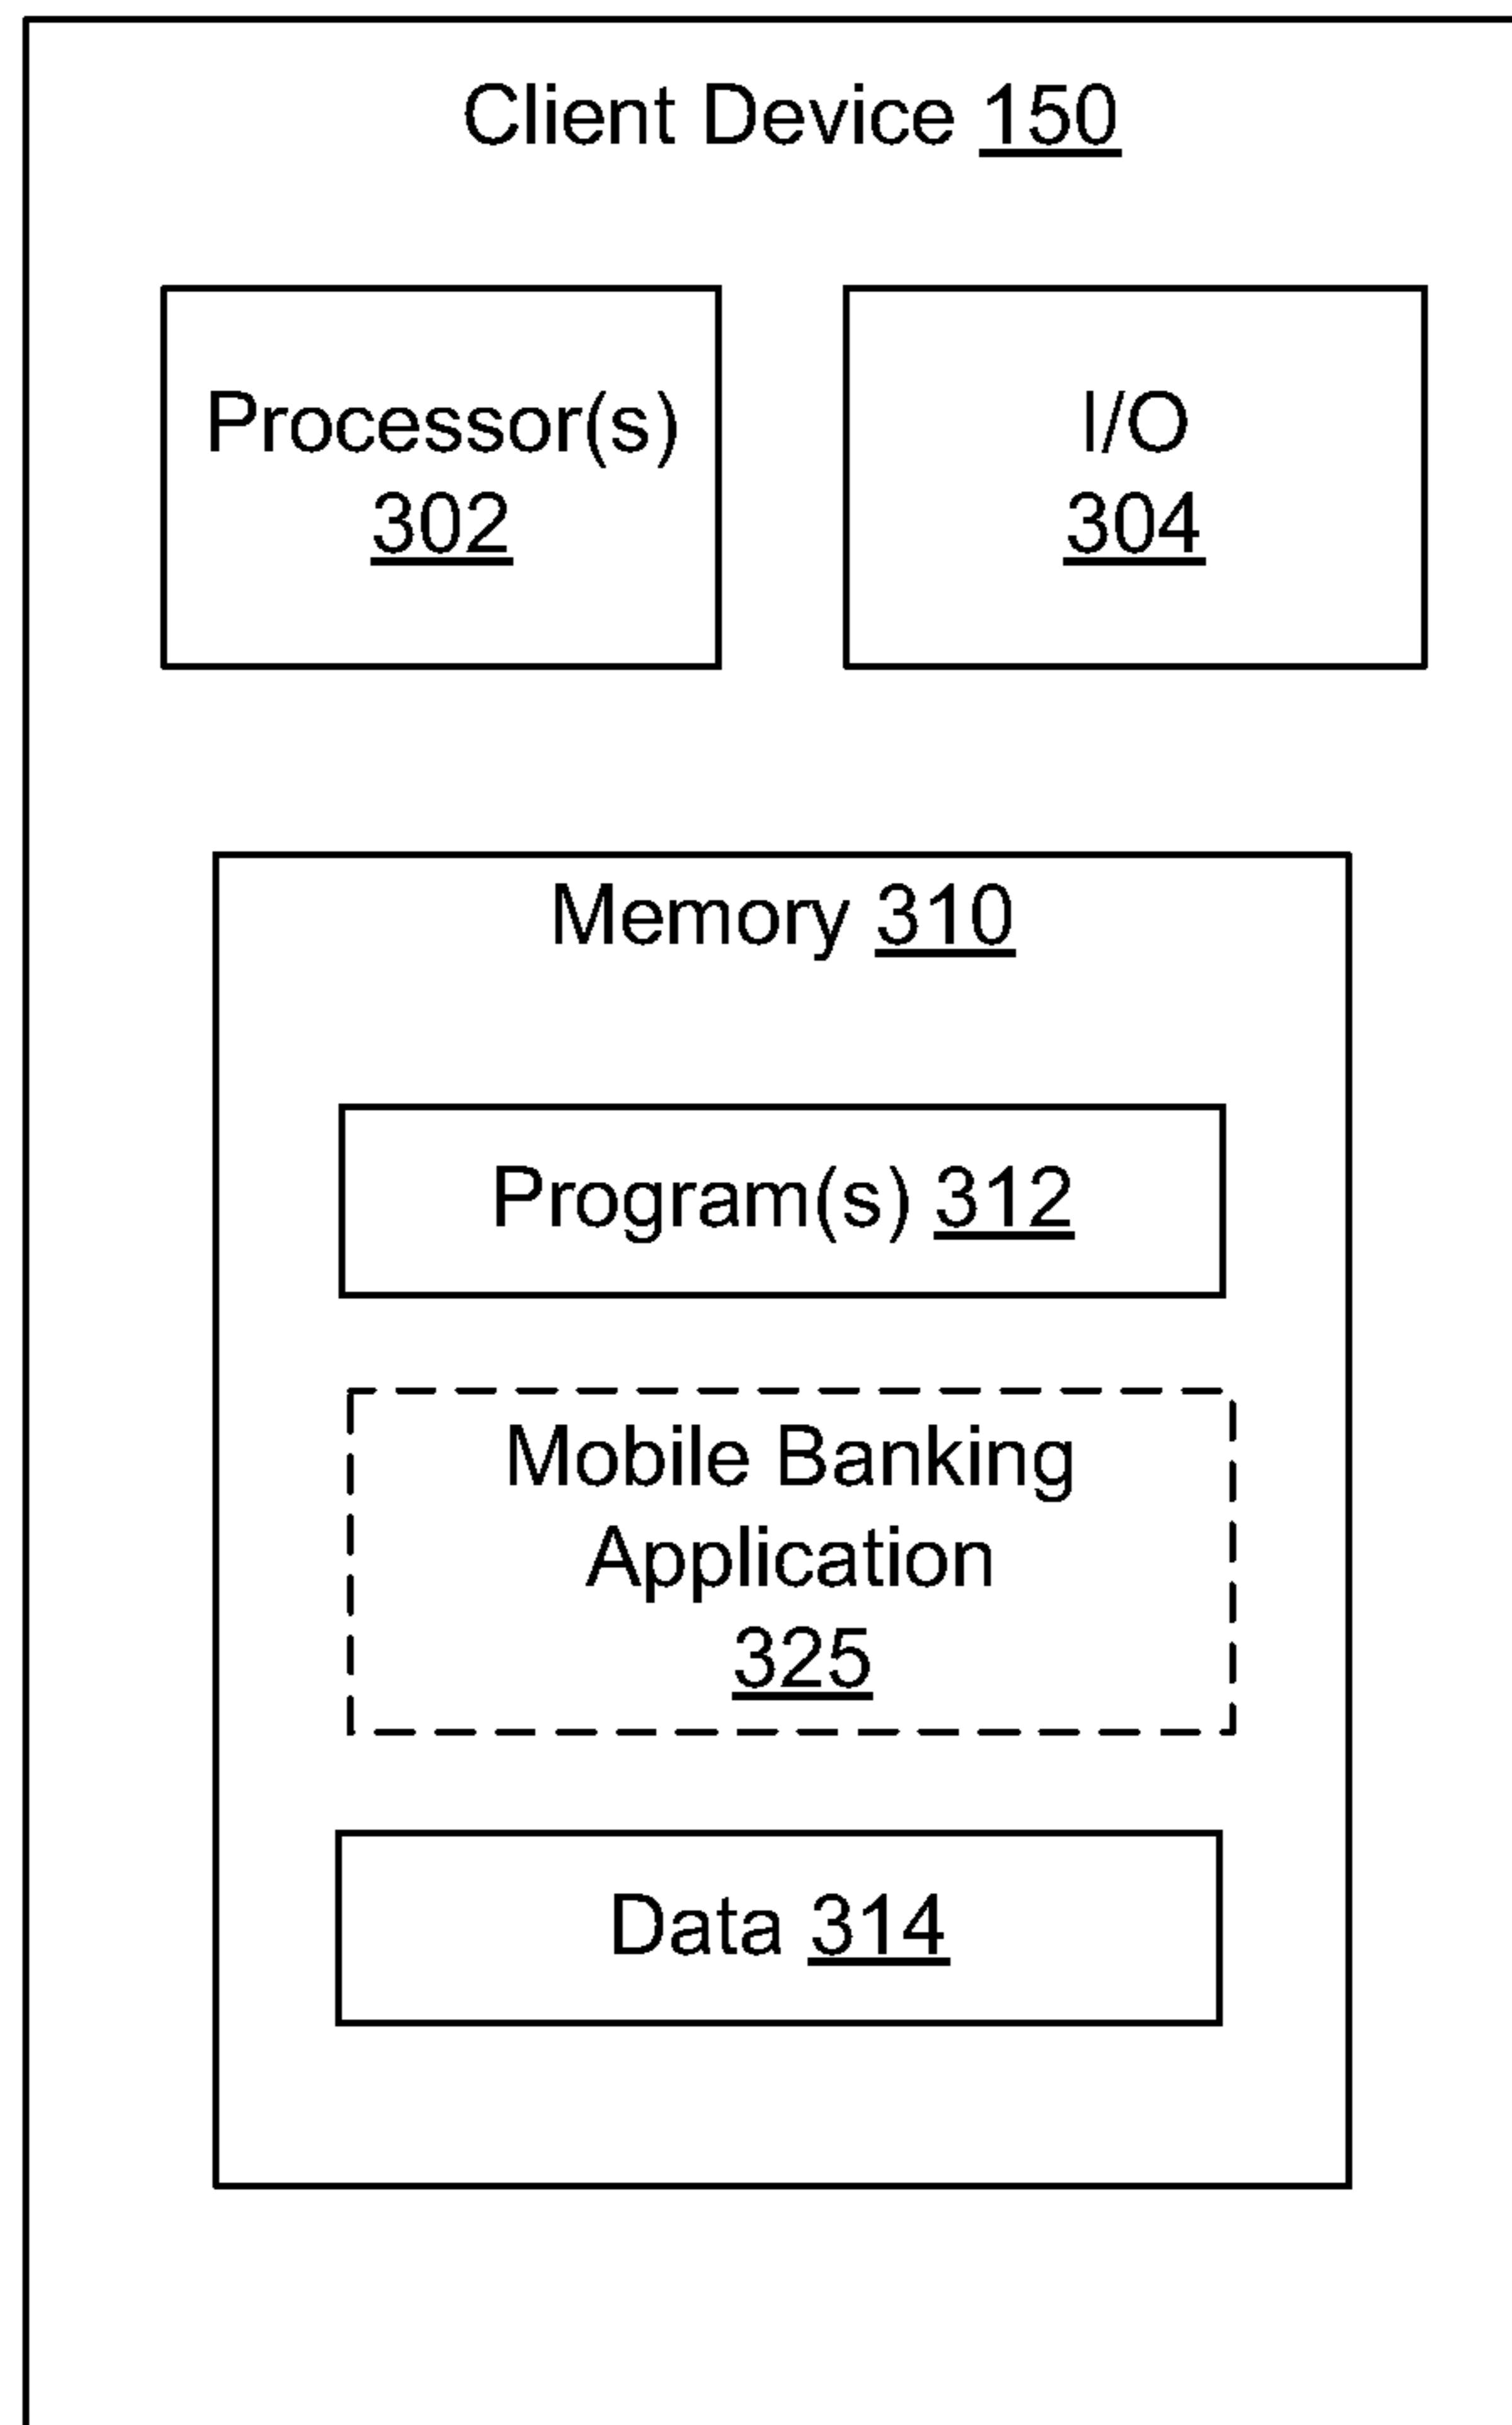 Client Device 150
Processor(s)
302
I/O
304
Memory 310
Program(s) 312
Mobile Banking
Application
325
Data 314